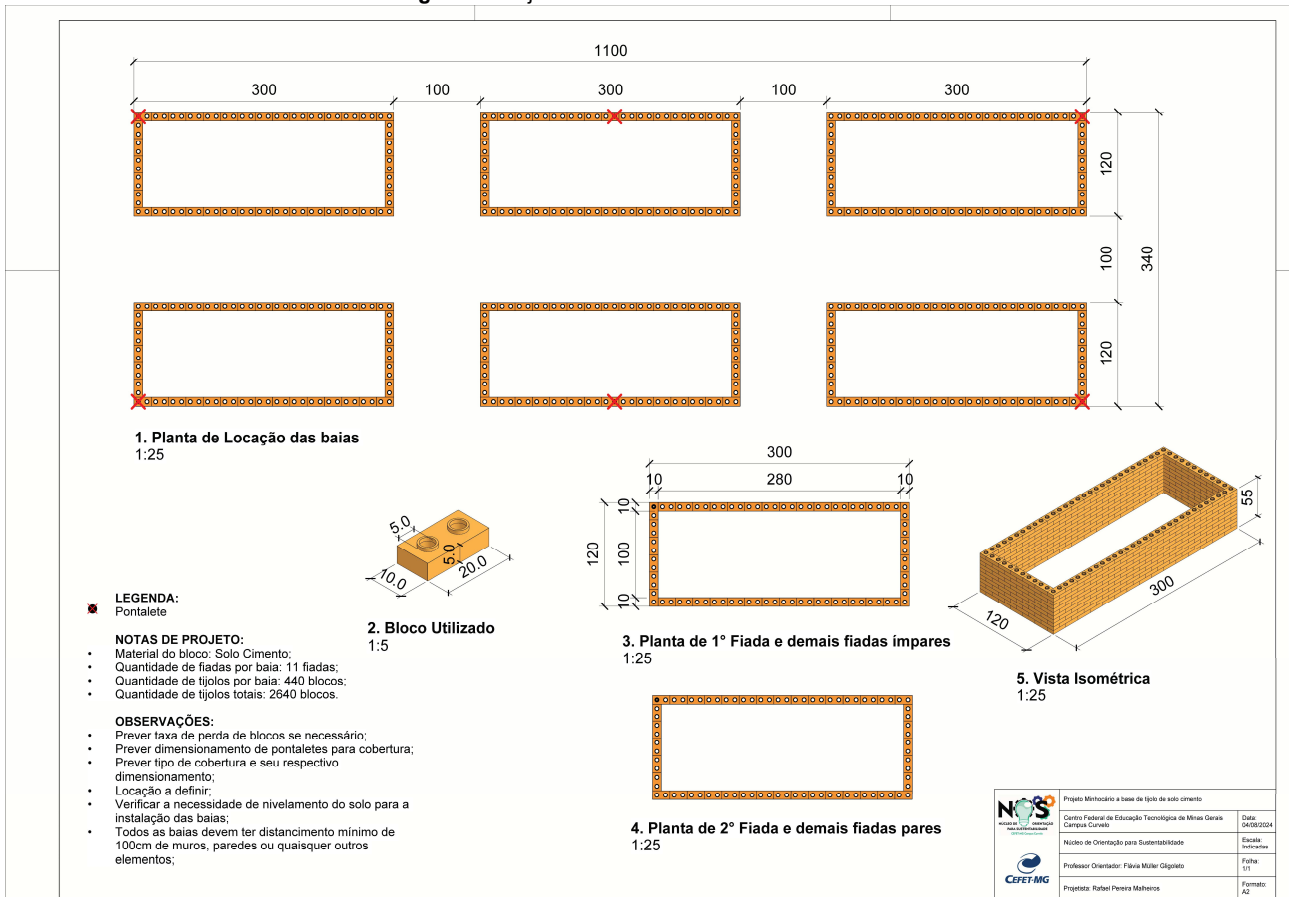 1100
300
100
300
100
300
120
100
340
120
1. Planta de Locação das baias
1:25
5.0
5.0
10.0
20.0
2. Bloco Utilizado
1:5
300
10
280
10
10
120
100
10
3. Planta de 1° Fiada e demais fiadas ímpares
1:25
4. Planta de 2° Fiada e demais fiadas pares
1:25
55
300
120
5. Vista Isométrica
1:25
LEGENDA:
Pontalete
NOTAS DE PROJETO:
• Material do bloco: Solo Cimento;
• Quantidade de fiadas por baia: 11 fiadas;
• Quantidade de tijolos por baia: 440 blocos;
• Quantidade de tijolos totais: 2640 blocos.
OBSERVAÇÕES:
• Prever taxa de perda de blocos se necessário;
• Prever dimensionamento de pontaletes para cobertura;
• Prever tipo de cobertura e seu respectivo
dimensionamento;
• Locação a definir;
• Verificar a necessidade de nivelamento do solo para a
instalação das baias;
• Todos as baias devem ter distancimento mínimo de
100cm de muros, paredes ou quaisquer outros
elementos;
NOS
NÚCLEO DE ORIENTAÇÃO
PARA SUSTENTABILIDADE
CEFET-MG
Projeto Minhocário a base de tijolo de solo cimento
Centro Federal de Educação Tecnológica de Minas Gerais
Campus Curvelo
Data:
04/08/2024
Núcleo de Orientação para Sustentabilidade
Escala:
Indicadas
Professor Orientador: Flávia Müller Gligoleto
Folha:
1/1
Projetista: Rafael Pereira Malheiros
Formato:
A2